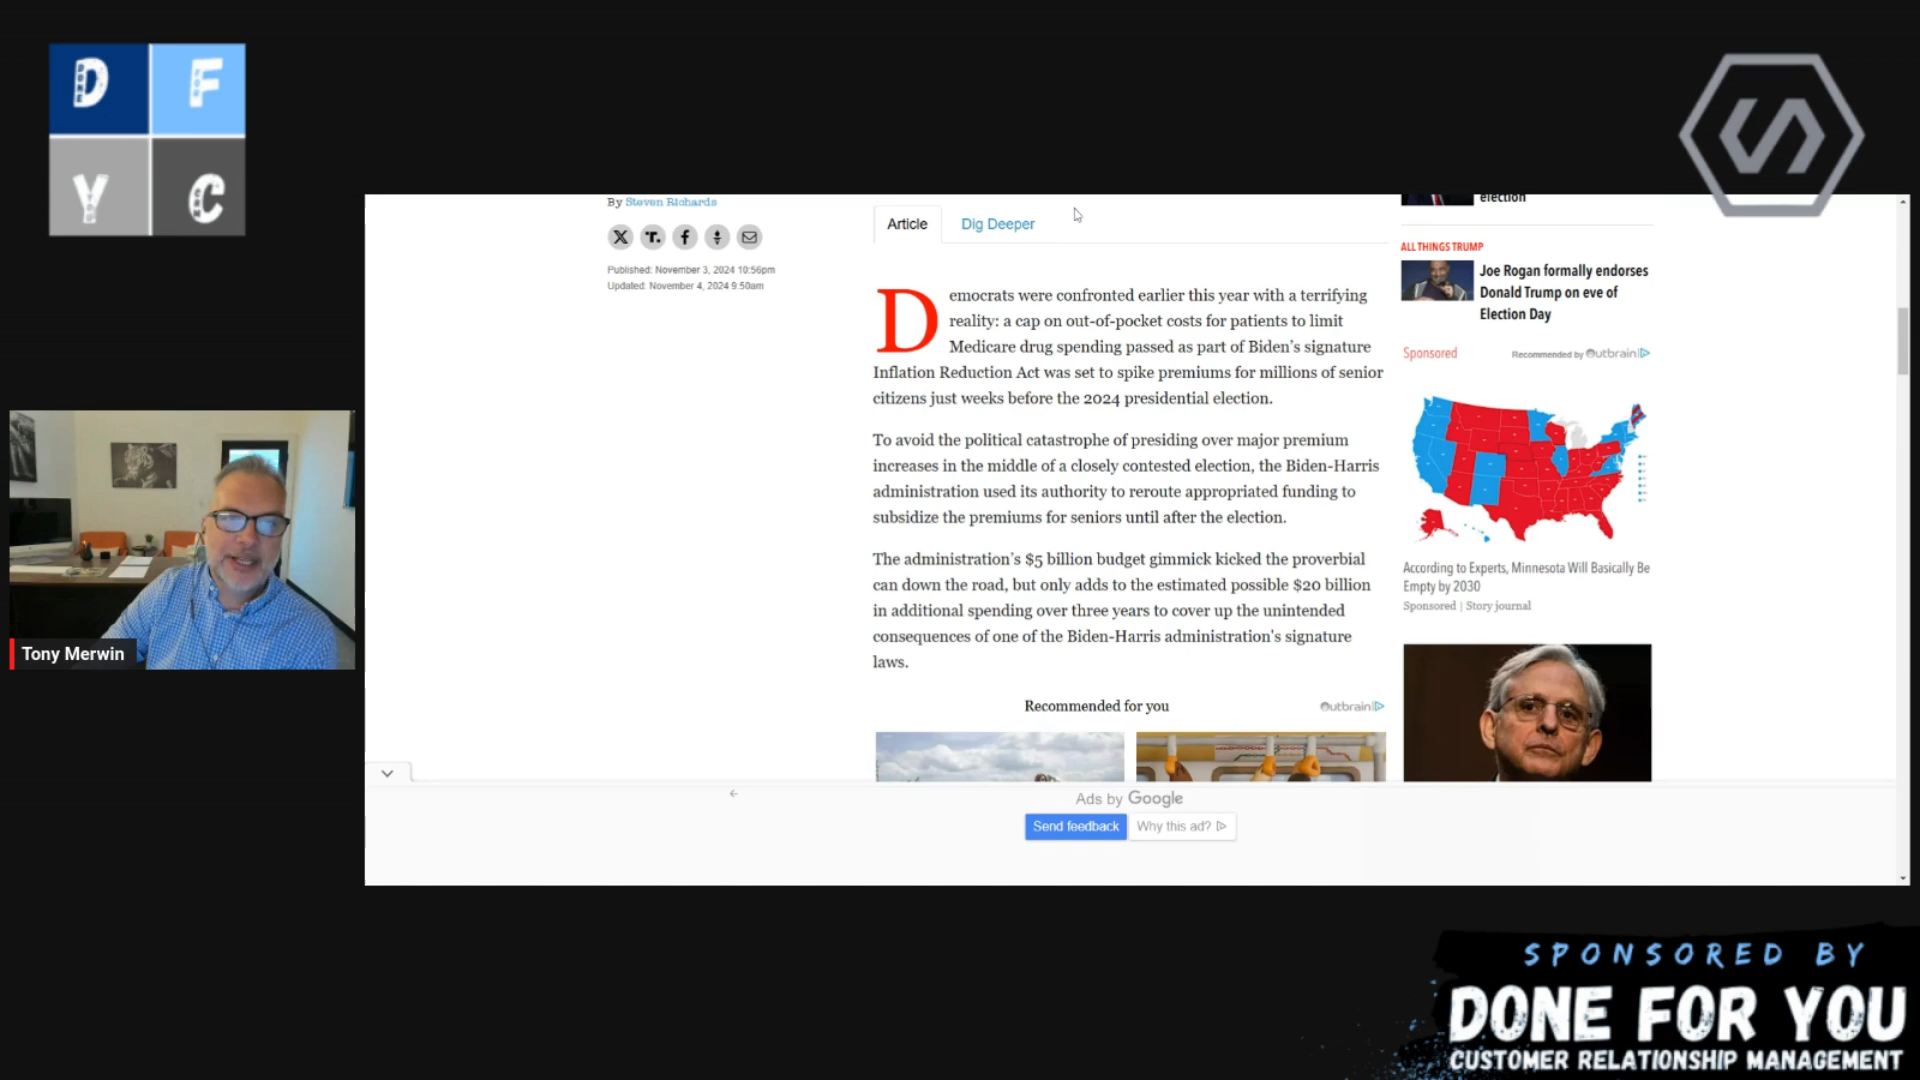 D F
Y C
By Steven Richards
Published: November 3, 2024 10:56pm
Updated: November 4, 2024 9:50am
Article Dig Deeper
Democrats were confronted earlier this year with a terrifying
reality: a cap on out-of-pocket costs for patients to limit
Medicare drug spending passed as part of Biden's signature
Inflation Reduction Act was set to spike premiums for millions of senior
citizens just weeks before the 2024 presidential election.
To avoid the political catastrophe of presiding over major premium
increases in the middle of a closely contested election, the Biden-Harris
administration used its authority to reroute appropriated funding to
subsidize the premiums for seniors until after the election.
The administration's $5 billion budget gimmick kicked the proverbial
can down the road, but only adds to the estimated possible $20 billion
in additional spending over three years to cover up the unintended
consequences of one of the Biden-Harris administration's signature
laws.
Recommended for you
Outbrain
election
ALL THINGS TRUMP
Joe Rogan formally endorses
Donald Trump on eve of
Election Day
Sponsored
Recommended by Outbrain
According to Experts, Minnesota Will Basically Be
Empty by 2030
Sponsored | Story journal
Ads by Google
Send feedback Why this ad?
Tony Merwin
SPONSORED BY
DONE FOR YOU
CUSTOMER RELATIONSHIP MANAGEMENT